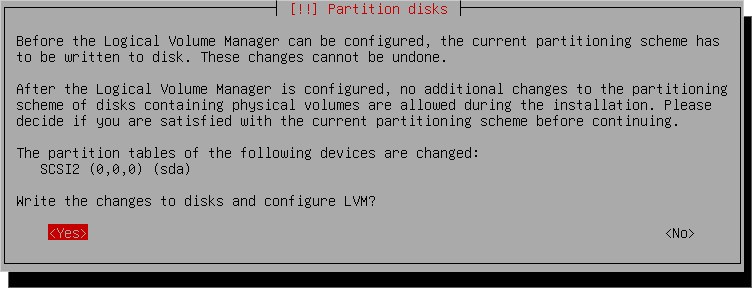 [!!] Partition disks
Before the Logical Volume Manager can be configured, the current partitioning scheme has
to be written to disk. These changes cannot be undone.
After the Logical Volume Manager is configured, no additional changes to the partitioning
scheme of disks containing physical volumes are allowed during the installation. Please
decide if you are satisfied with the current partitioning scheme before continuing.
The partition tables of the following devices are changed:
SCSI2 (0,0,0) (sda)
Write the changes to disks and configure LVM?
<Yes> <No>